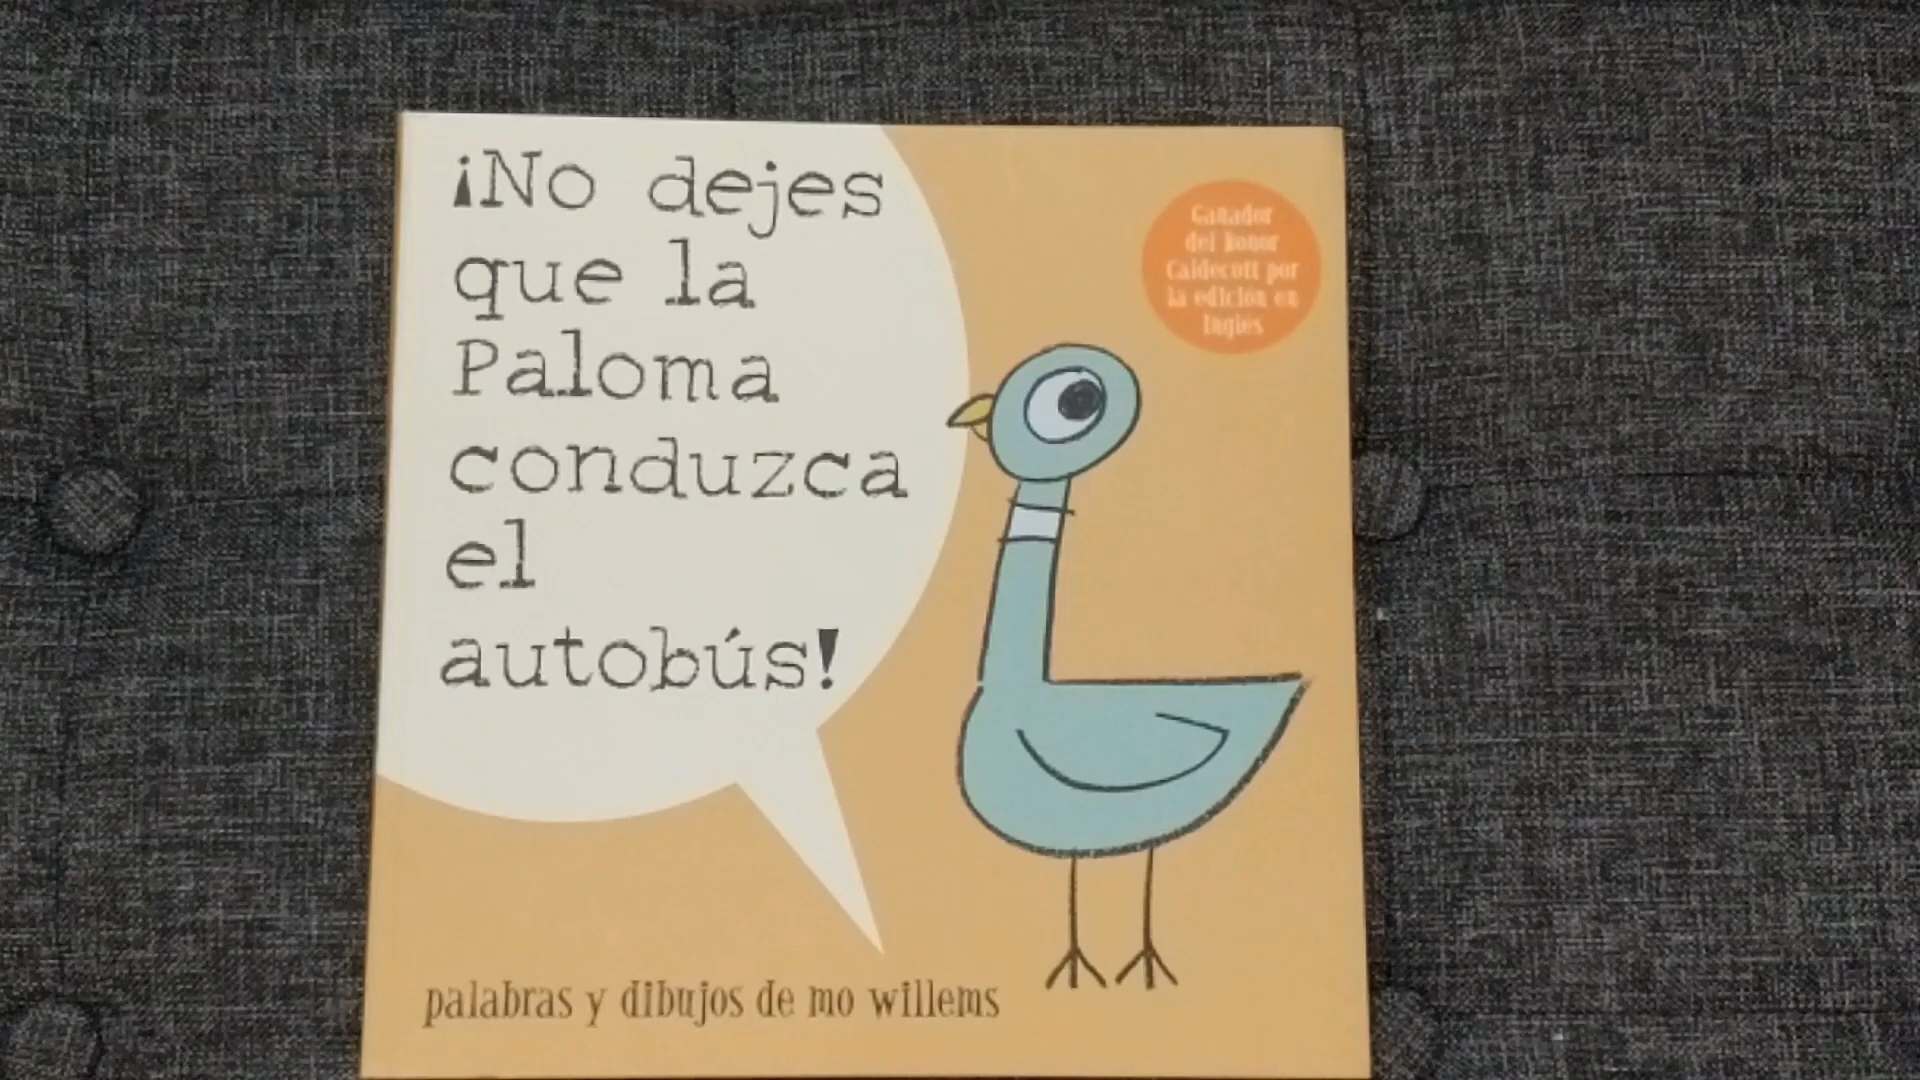 ¡No dejes
que la
Paloma
conduzca
el
autobús!
Ganador
del Honor
Caldecott por
la edición en
Inglés
palabras y dibujos de mo willems